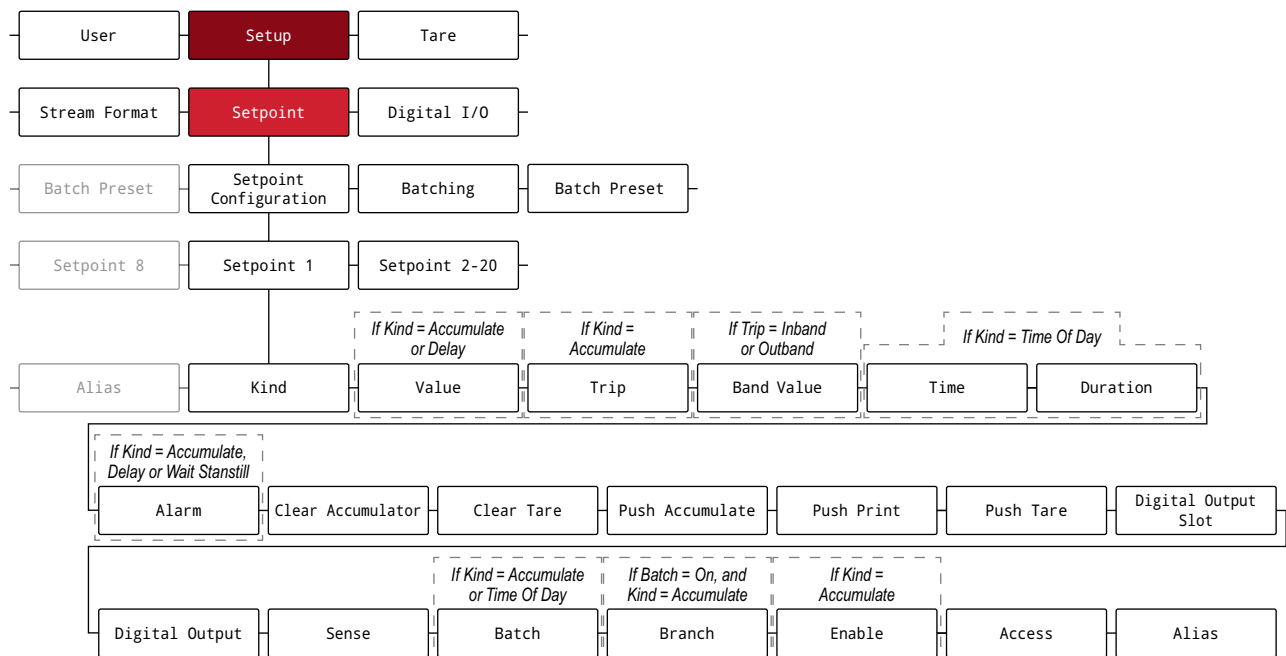 User
Setup
Tare
Stream Format
Setpoint
Digital I/O
Batch Preset
Setpoint
Configuration
Batching
Batch Preset
Setpoint 8
Setpoint 1
Setpoint 2-20
If Kind = Accumulate
or Delay
If Kind =
Accumulate
If Trip = Inband
or Outband
If Kind = Time Of Day
Alias
Kind
Value
Trip
Band Value
Time
Duration
If Kind = Accumulate,
Delay or Wait Stanstill
Alarm
Clear Accumulator
Clear Tare
Push Accumulate
Push Print
Push Tare
Digital Output
Slot
If Kind = Accumulate
or Time Of Day
If Batch = On, and
Kind = Accumulate
If Kind =
Accumulate
Digital Output
Sense
Batch
Branch
Enable
Access
Alias